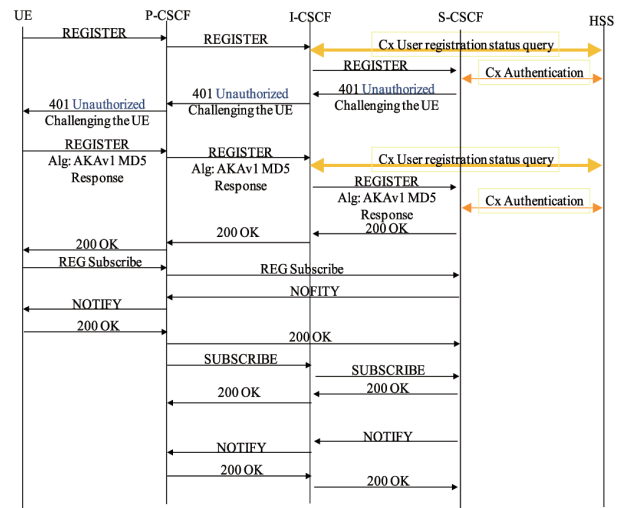 UE
P-CSCF
I-CSCF
S-CSCF
HSS
REGISTER
REGISTER
Cx User registration status query
REGISTER
Cx Authentication
401 Unauthorized
Challenging the UE
401 Unauthorized
Challenging the UE
401 Unauthorized
Challenging the UE
REGISTER
Alg: AKAv1 MD5
Response
REGISTER
Alg: AKAv1 MD5
Response
Cx User registration status query
REGISTER
Alg: AKAv1 MD5
Response
Cx Authentication
200 OK
200 OK
200 OK
REG Subscribe
REG Subscribe
NOFITY
NOTIFY
200 OK
200 OK
SUBSCRIBE
SUBSCRIBE
200 OK
200 OK
NOTIFY
NOTIFY
200 OK
200 OK